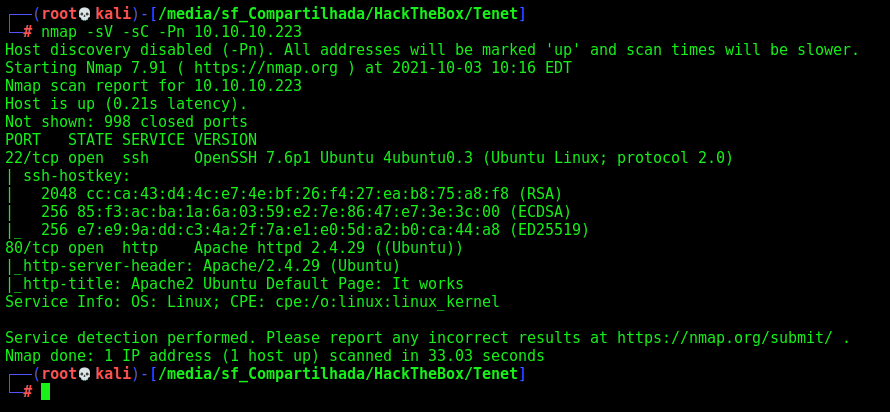 ┌──(root💀kali)-[/media/sf_Compartilhada/HackTheBox/Tenet]
└─# nmap -sV -sC -Pn 10.10.10.223
Host discovery disabled (-Pn). All addresses will be marked 'up' and scan times will be slower.
Starting Nmap 7.91 ( https://nmap.org ) at 2021-10-03 10:16 EDT
Nmap scan report for 10.10.10.223
Host is up (0.21s latency).
Not shown: 998 closed ports
PORT   STATE SERVICE VERSION
22/tcp open  ssh     OpenSSH 7.6p1 Ubuntu 4ubuntu0.3 (Ubuntu Linux; protocol 2.0)
| ssh-hostkey:
|   2048 cc:ca:43:d4:4c:e7:4e:bf:26:f4:27:ea:b8:75:a8:f8 (RSA)
|   256 85:f3:ac:ba:1a:6a:03:59:e2:7e:86:47:e7:3e:3c:00 (ECDSA)
|_  256 e7:e9:9a:dd:c3:4a:2f:7a:e1:e0:5d:a2:b0:ca:44:a8 (ED25519)
80/tcp open  http    Apache httpd 2.4.29 ((Ubuntu))
|_http-server-header: Apache/2.4.29 (Ubuntu)
|_http-title: Apache2 Ubuntu Default Page: It works
Service Info: OS: Linux; CPE: cpe:/o:linux:linux_kernel

Service detection performed. Please report any incorrect results at https://nmap.org/submit/ .
Nmap done: 1 IP address (1 host up) scanned in 33.03 seconds
┌──(root💀kali)-[/media/sf_Compartilhada/HackTheBox/Tenet]
└─#